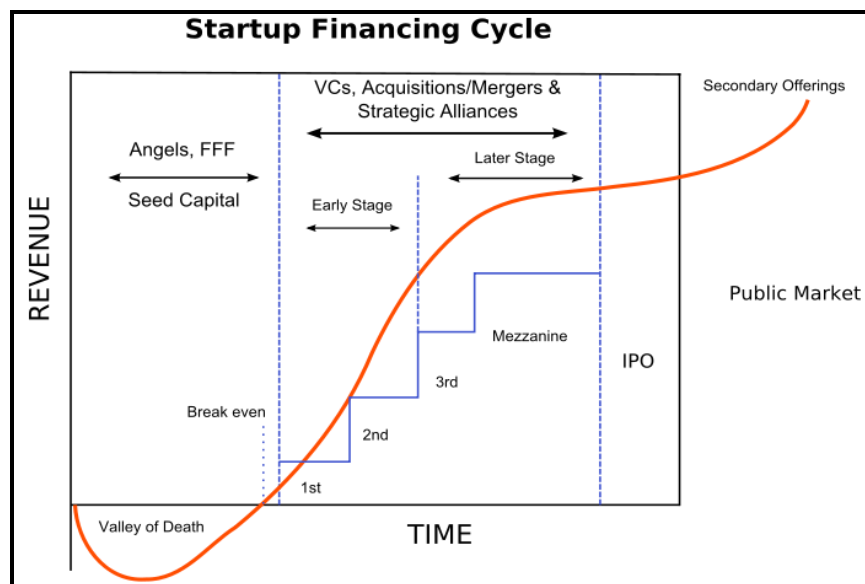 Startup Financing Cycle
VCs, Acquisitions/Mergers &
Strategic Alliances
Secondary Offerings
Angels, FFF
Seed Capital
Later Stage
Early Stage
REVENUE
Public Market
Mezzanine
IPO
3rd
Break even
2nd
1st
Valley of Death
TIME